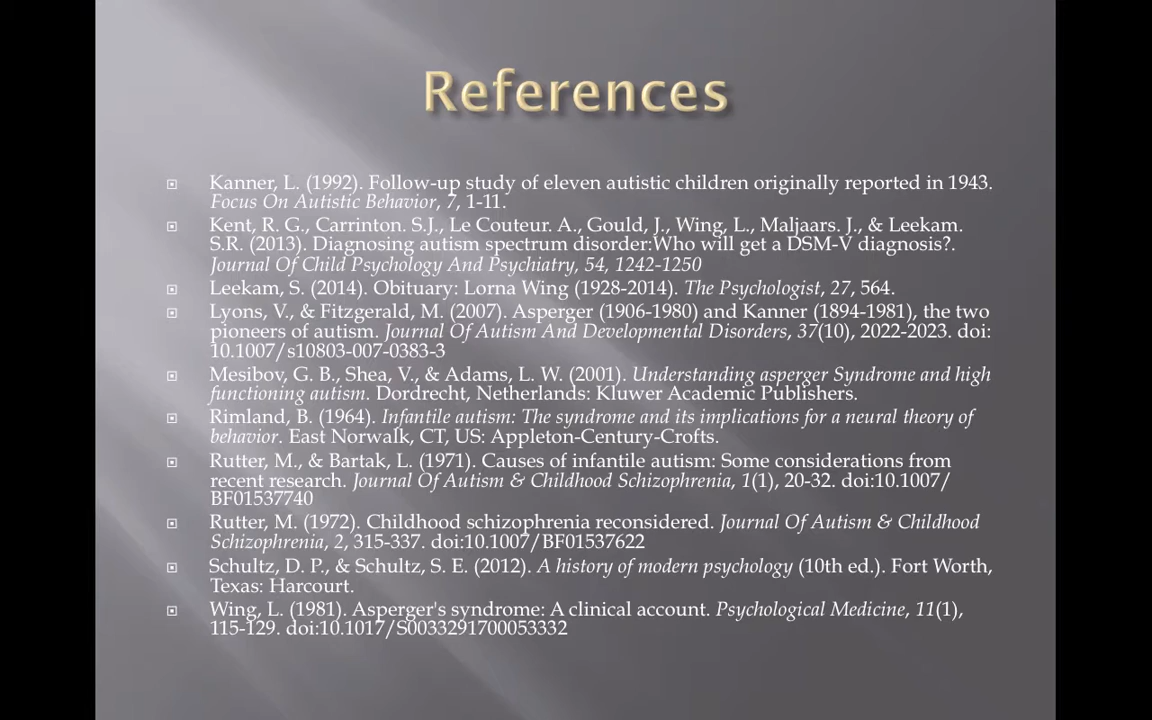 References
Kanner, L. (1992). Follow-up study of eleven autistic children originally reported in 1943.
Focus On Autistic Behavior, 7, 1-11.
Kent, R. G., Carrinton. S.J., Le Couteur. A., Gould, J., Wing, L., Maljaars. J., & Leekam.
S.R. (2013). Diagnosing autism spectrum disorder:Who will get a DSM-V diagnosis?.
Journal Of Child Psychology And Psychiatry, 54, 1242-1250
Leekam, S. (2014). Obituary: Lorna Wing (1928-2014). The Psychologist, 27, 564.
Lyons, V., & Fitzgerald, M. (2007). Asperger (1906-1980) and Kanner (1894-1981), the two
pioneers of autism. Journal Of Autism And Developmental Disorders, 37(10), 2022-2023. doi:
10.1007/s10803-007-0383-3
Mesibov, G. B., Shea, V., & Adams, L. W. (2001). Understanding asperger Syndrome and high
functioning autism. Dordrecht, Netherlands: Kluwer Academic Publishers.
Rimland, B. (1964). Infantile autism: The syndrome and its implications for a neural theory of
behavior. East Norwalk, CT, US: Appleton-Century-Crofts.
Rutter, M., & Bartak, L. (1971). Causes of infantile autism: Some considerations from
recent research. Journal Of Autism & Childhood Schizophrenia, 1(1), 20-32. doi:10.1007/
BF01537740
Rutter, M. (1972). Childhood schizophrenia reconsidered. Journal Of Autism & Childhood
Schizophrenia, 2, 315-337. doi:10.1007/BF01537622
Schultz, D. P., & Schultz, S. E. (2012). A history of modern psychology (10th ed.). Fort Worth,
Texas: Harcourt.
Wing, L. (1981). Asperger's syndrome: A clinical account. Psychological Medicine, 11(1),
115-129. doi:10.1017/S0033291700053332